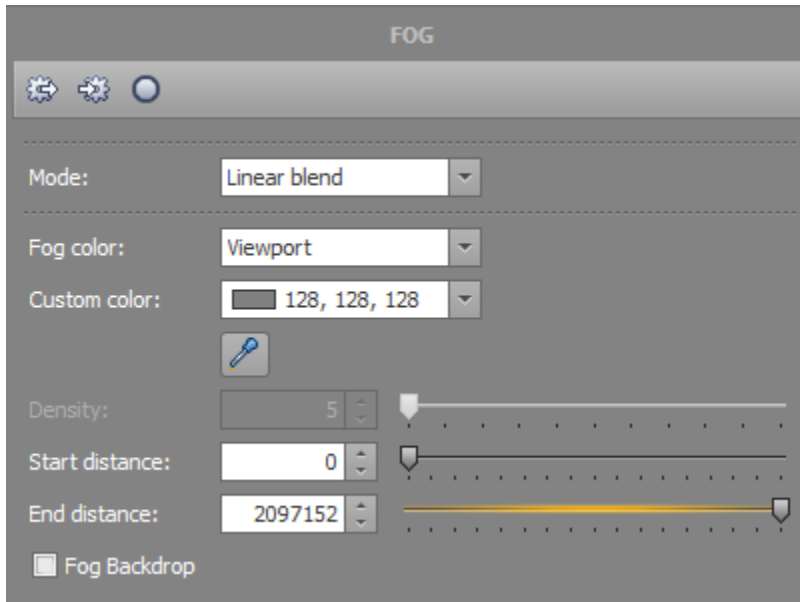 FOG
Mode: Linear blend
Fog color: Viewport
Custom color: 128, 128, 128
Density: 5
Start distance: 0
End distance: 2097152
Fog Backdrop